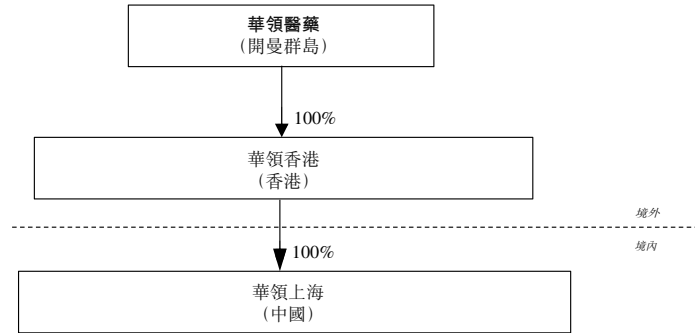 華領醫藥
（開曼群島）
100%
華領香港
（香港）
境外
境內
100%
華領上海
（中國）